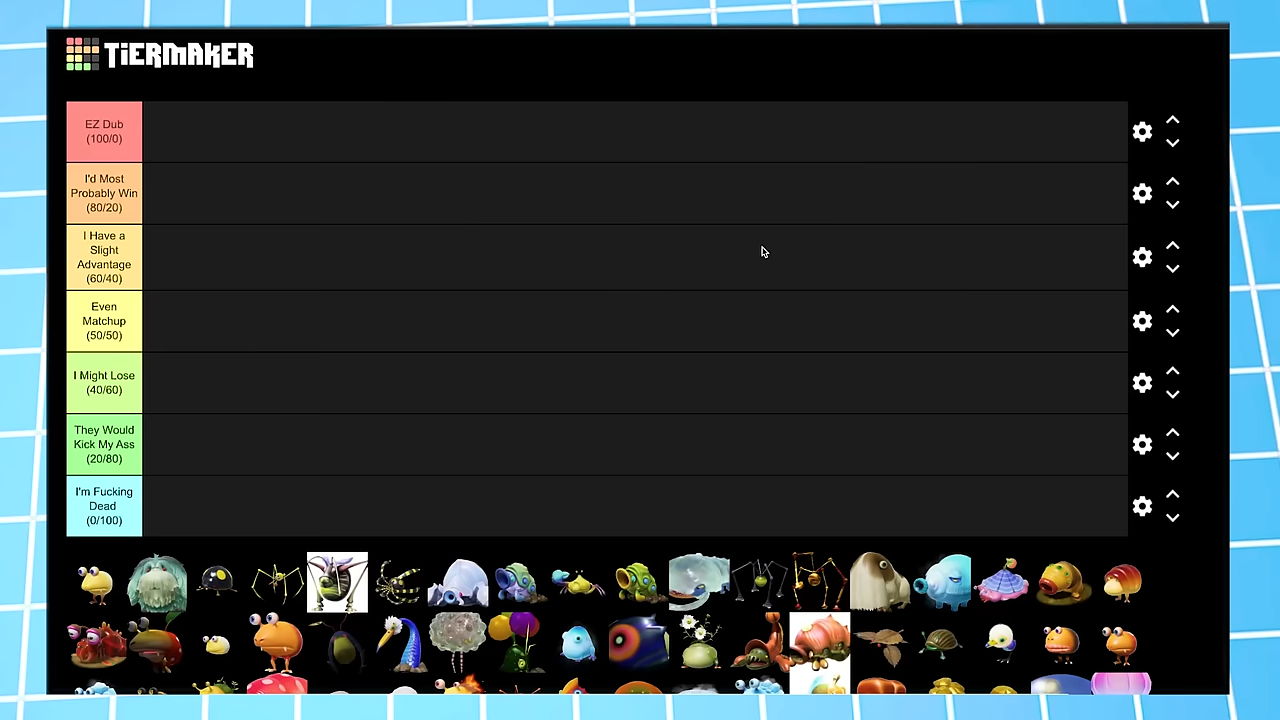 TiERMAKER
EZ Dub
(100/0)
I'd Most
Probably Win
(80/20)
I Have a
Slight
Advantage
(60/40)
Even
Matchup
(50/50)
I Might Lose
(40/60)
They Would
Kick My Ass
(20/80)
I'm Fucking
Dead
(0/100)